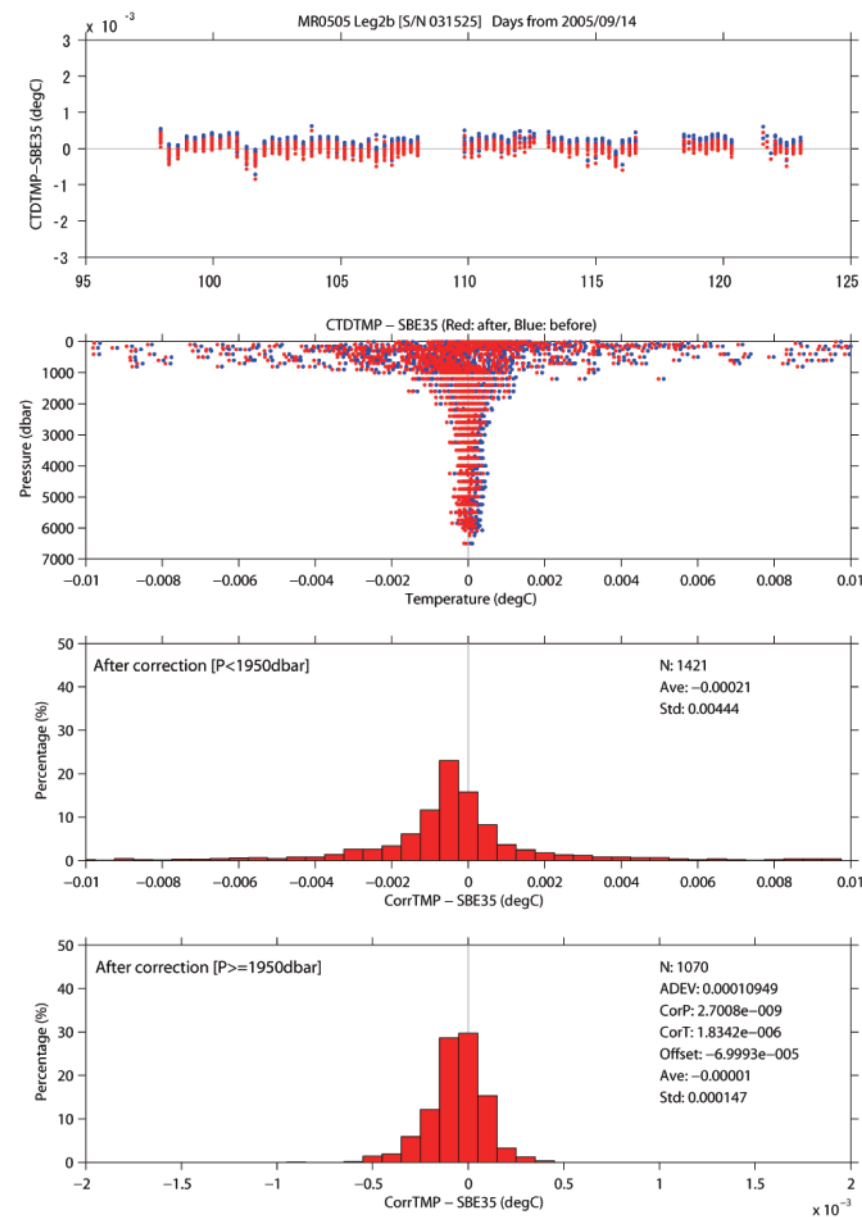 MR0505 Leg2b [S/N 031525] Days from 2005/09/14
x 10⁻³
3
2
1
0
−1
−2
−3
CTDTMP−SBE35 (degC)
95 100 105 110 115 120 125
CTDTMP − SBE35 (Red: after, Blue: before)
0
1000
2000
3000
4000
5000
6000
7000
Pressure (dbar)
−0.01 −0.008 −0.006 −0.004 −0.002 0 0.002 0.004 0.006 0.008 0.01
Temperature (degC)
After correction [P<1950dbar]
N: 1421
Ave: −0.00021
Std: 0.00444
50
40
30
20
10
0
Percentage (%)
−0.01 −0.008 −0.006 −0.004 −0.002 0 0.002 0.004 0.006 0.008 0.01
CorrTMP − SBE35 (degC)
After correction [P>=1950dbar]
N: 1070
ADEV: 0.00010949
CorP: 2.7008e−009
CorT: 1.8342e−006
Offset: −6.9993e−005
Ave: −0.00001
Std: 0.000147
50
40
30
20
10
0
Percentage (%)
−2 −1.5 −1 −0.5 0 0.5 1 1.5 2
CorrTMP − SBE35 (degC)
x 10⁻³